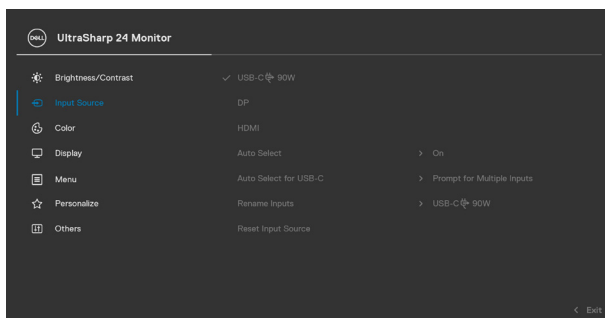 DELL UltraSharp 24 Monitor
Brightness/Contrast USB-C 90W
Input Source DP
Color HDMI
Display Auto Select On
Menu Auto Select for USB-C Prompt for Multiple Inputs
Personalize Rename Inputs USB-C 90W
Others Reset Input Source
Exit